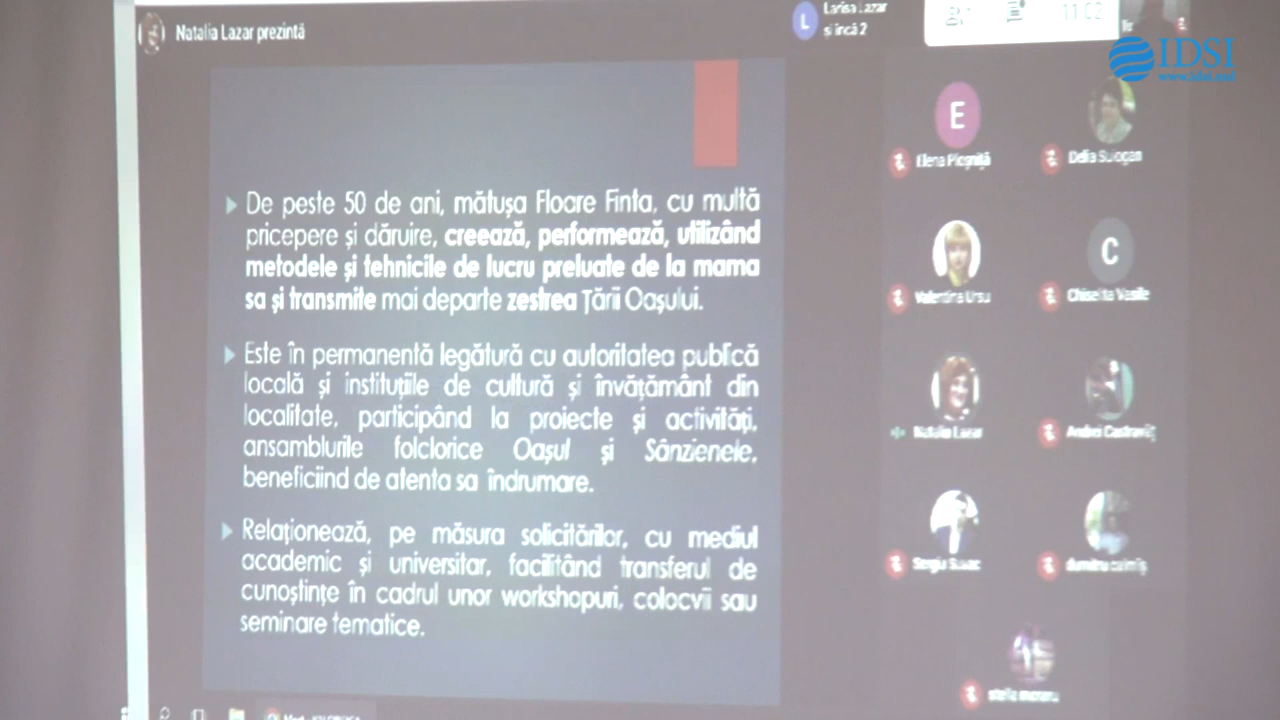 Natalia Lazar prezintă
L
Larisa Lazar
și încă 2
11:02
IDSI
www.idsi.md
De peste 50 de ani, mătușa Floare Finta, cu multă
pricepere și dăruire, creează, performează, utilizând
metodele și tehnicile de lucru preluate de la mama
sa și transmite mai departe zestrea Țării Oașului.
Este în permanentă legătură cu autoritatea publică
locală și instituțiile de cultură și învățământ din
localitate, participând la proiecte și activități,
ansamblurile folclorice Oașul și Sânzienele,
beneficiind de atenta sa îndrumare.
Relaționează, pe măsura solicitărilor, cu mediul
academic și universitar, facilitând transferul de
cunoștințe în cadrul unor workshopuri, colocvii sau
seminare tematice.
E
Elena Ploșniță
Delia Suiogan
Valentina Ursu
C
Chiselita Vasile
Natalia Lazar
Andrei
Sergiu
stella